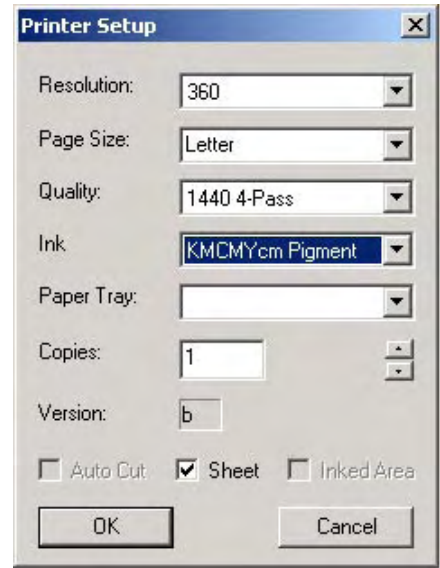 Printer Setup
Resolution: 360
Page Size: Letter
Quality: 1440 4-Pass
Ink KMCMYcm Pigment
Paper Tray:
Copies: 1
Version: b
Auto Cut Sheet Inked Area
OK Cancel